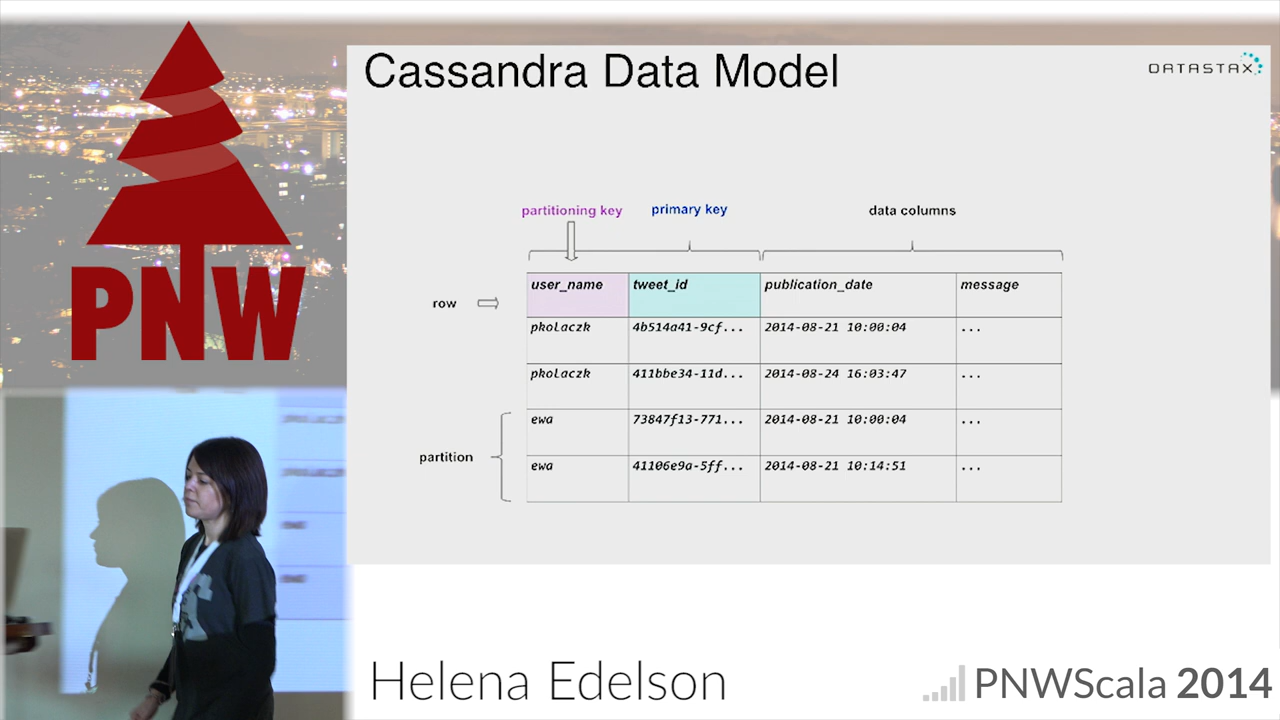 PNW
Cassandra Data Model
DATASTAX
partitioning key
primary key
data columns
row
user_name tweet_id publication_date message
pkolaczk 4b514a41-9cf... 2014-08-21 10:00:04 ...
pkolaczk 411bbe34-11d... 2014-08-24 16:03:47 ...
ewa 73847f13-771... 2014-08-21 10:00:04 ...
partition
ewa 41106e9a-5ff... 2014-08-21 10:14:51 ...
Helena Edelson
PNWScala 2014